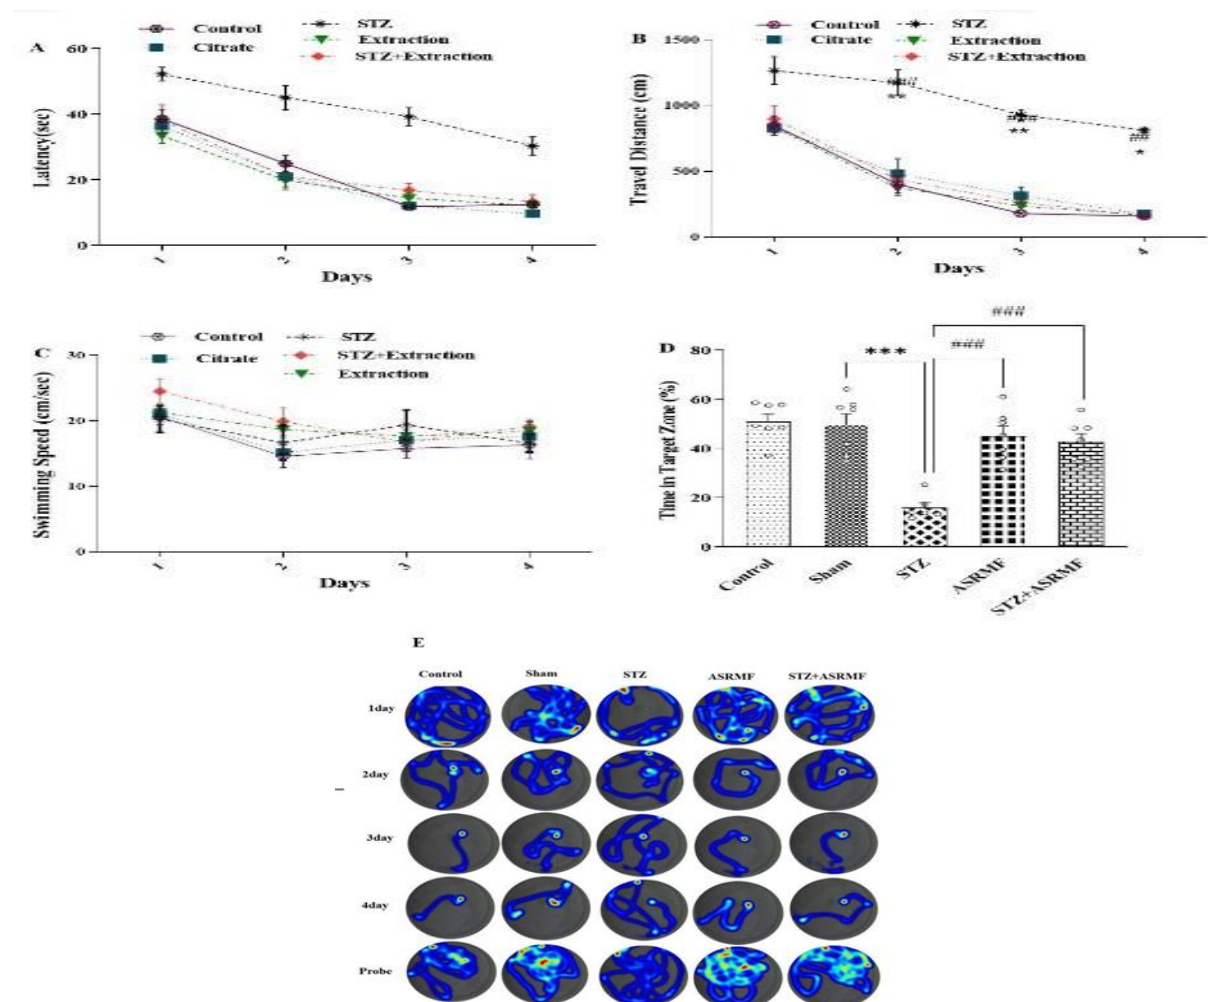 A
Control
STZ
Citrate
Extraction
STZ+Extraction
60
40
20
0
Latency(sec)
1 2 3 4
Days
B
Control
STZ
Citrate
Extraction
STZ+Extraction
1500
1000
500
0
Travel Distance (cm)
**
###
**
##
*
1 2 3 4
Days
C
Control
STZ
Citrate
STZ+Extraction
Extraction
30
20
10
0
Swimming Speed (cm/sec)
1 2 3 4
Days
D
###
*** ###
80
60
40
20
0
Time in Target Zone (%)
Control Sham STZ ASRMF STZ+ASRMF
E
Control Sham STZ ASRMF STZ+ASRMF
1day
2day
3day
4day
Probe